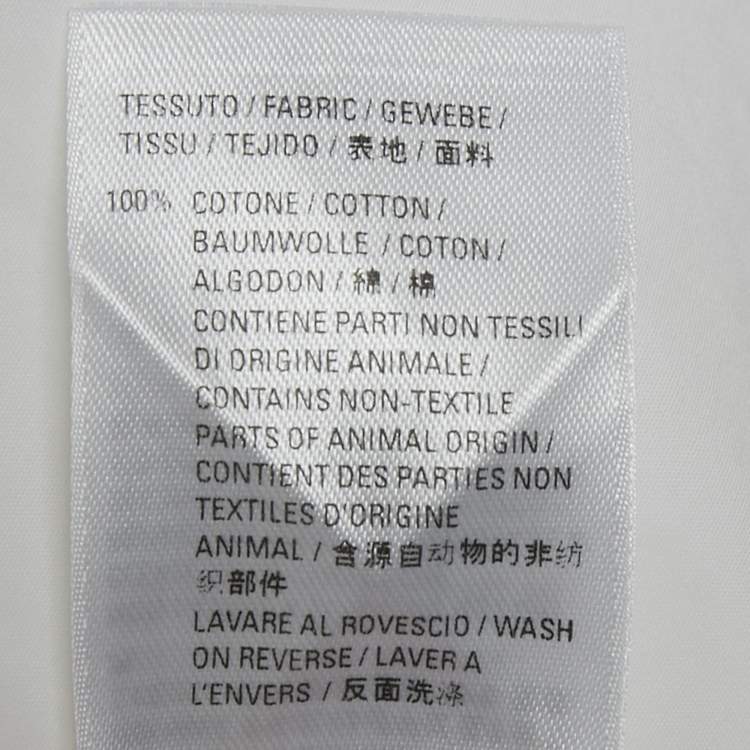 TESSUTO / FABRIC / GEWEBE /
TISSU / TEJIDO / 表地 / 面料
100% COTONE / COTTON /
BAUMWOLLE / COTON /
ALGODON / 綿 / 棉
CONTIENE PARTI NON TESSILI
DI ORIGINE ANIMALE /
CONTAINS NON-TEXTILE
PARTS OF ANIMAL ORIGIN /
CONTIENT DES PARTIES NON
TEXTILES D'ORIGINE
ANIMAL / 含源自动物的非纺
织部件
LAVARE AL ROVESCIO / WASH
ON REVERSE / LAVER A
L'ENVERS / 反面洗涤